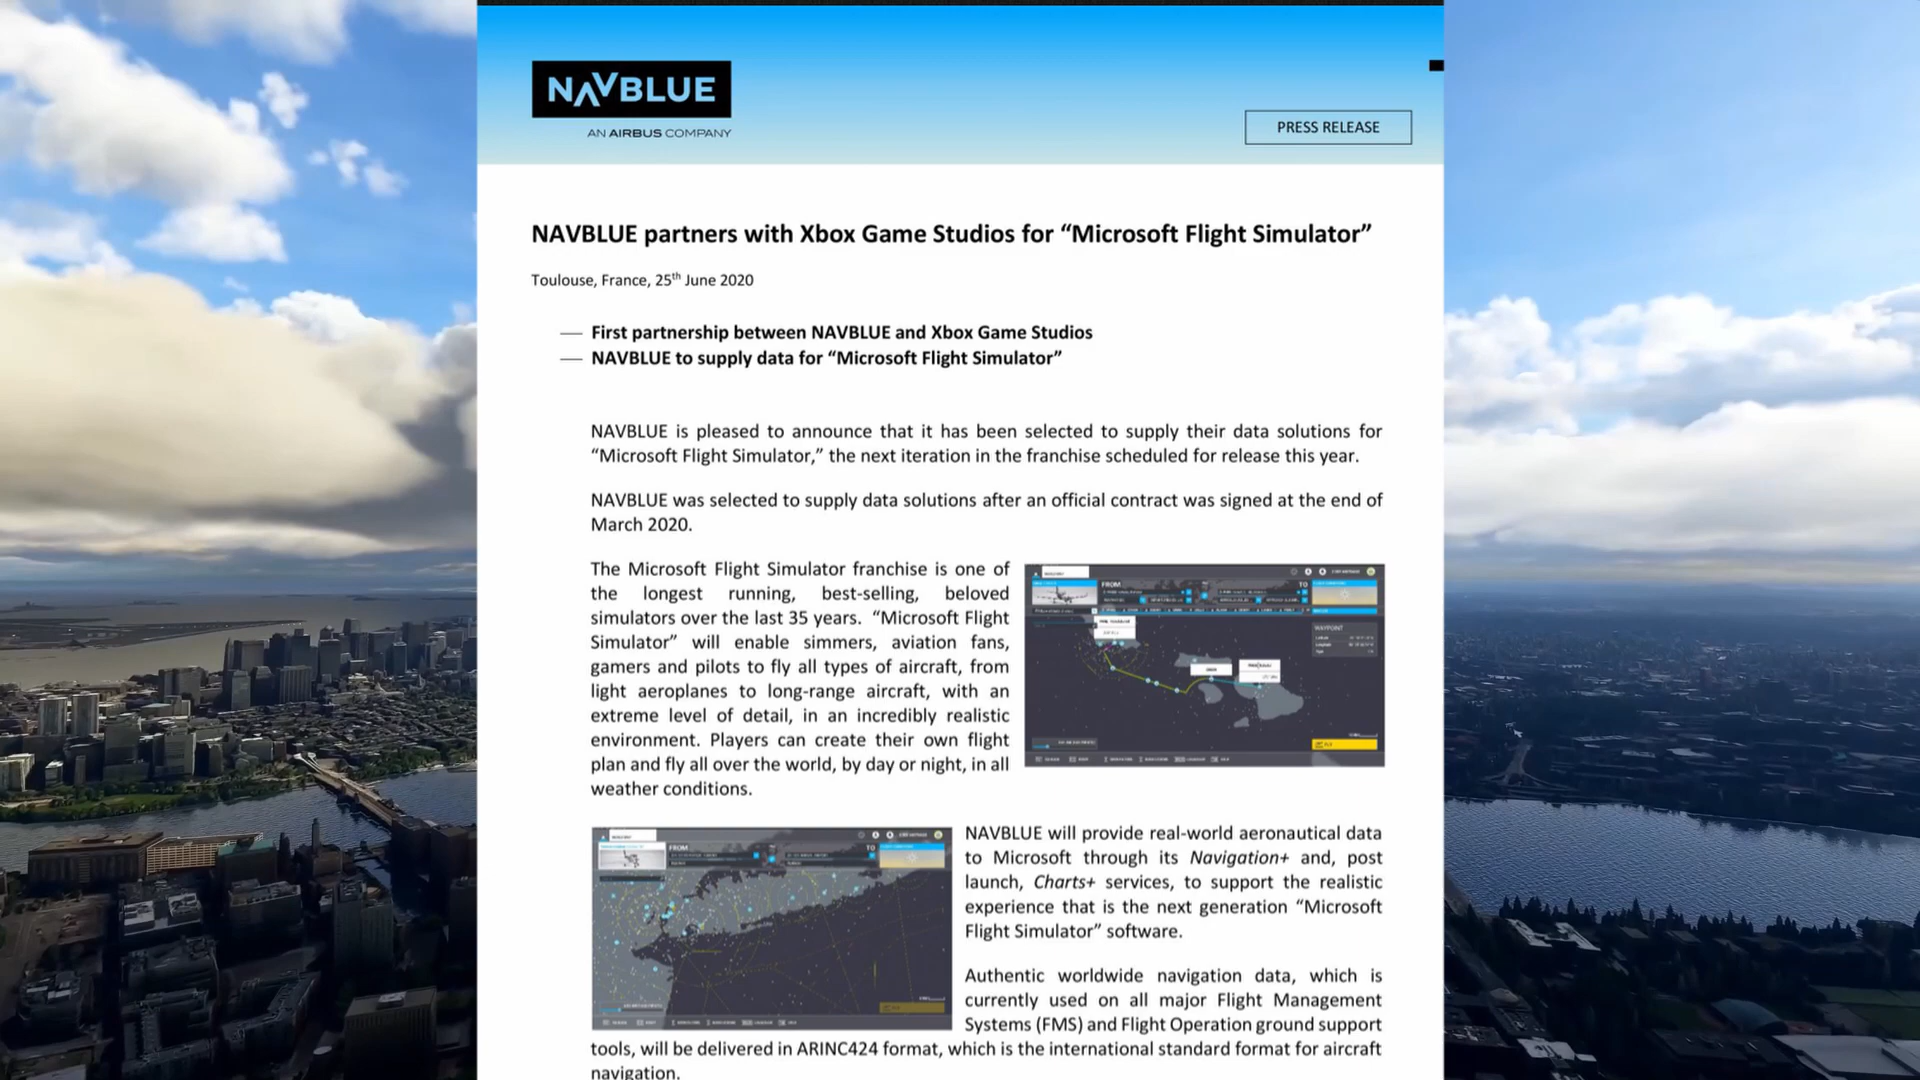 NAVBLUE
AN AIRBUS COMPANY
PRESS RELEASE
NAVBLUE partners with Xbox Game Studios for “Microsoft Flight Simulator”
Toulouse, France, 25th June 2020
— First partnership between NAVBLUE and Xbox Game Studios
— NAVBLUE to supply data for “Microsoft Flight Simulator”
NAVBLUE is pleased to announce that it has been selected to supply their data solutions for
“Microsoft Flight Simulator,” the next iteration in the franchise scheduled for release this year.
NAVBLUE was selected to supply data solutions after an official contract was signed at the end of
March 2020.
The Microsoft Flight Simulator franchise is one of
the longest running, best-selling, beloved
simulators over the last 35 years. “Microsoft Flight
Simulator” will enable simmers, aviation fans,
gamers and pilots to fly all types of aircraft, from
light aeroplanes to long-range aircraft, with an
extreme level of detail, in an incredibly realistic
environment. Players can create their own flight
plan and fly all over the world, by day or night, in all
weather conditions.
FROM
TO
WAYPOINT
FROM
TO
NAVBLUE will provide real-world aeronautical data
to Microsoft through its Navigation+ and, post
launch, Charts+ services, to support the realistic
experience that is the next generation “Microsoft
Flight Simulator” software.
Authentic worldwide navigation data, which is
currently used on all major Flight Management
Systems (FMS) and Flight Operation ground support
tools, will be delivered in ARINC424 format, which is the international standard format for aircraft
navigation.